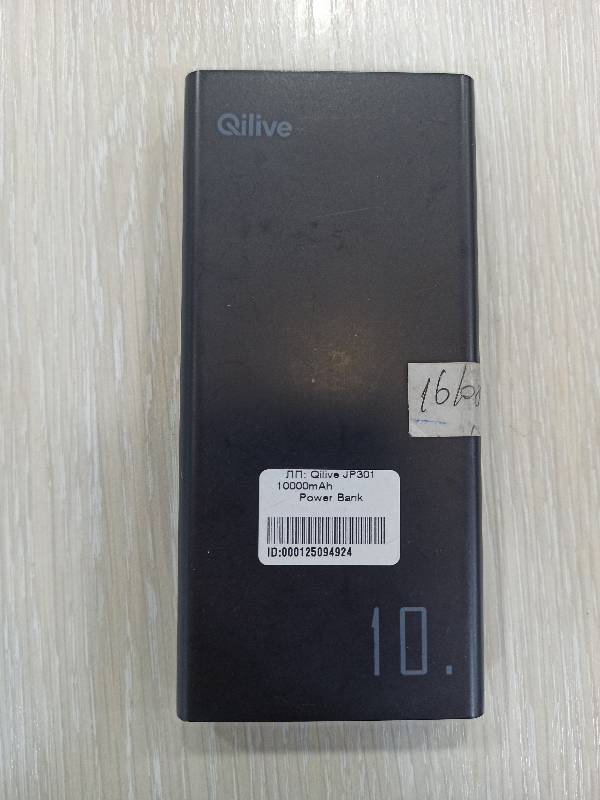 Qilive
ЛП: Qilive JP301
10000mAh
Power Bank
ID:000125094924
10.